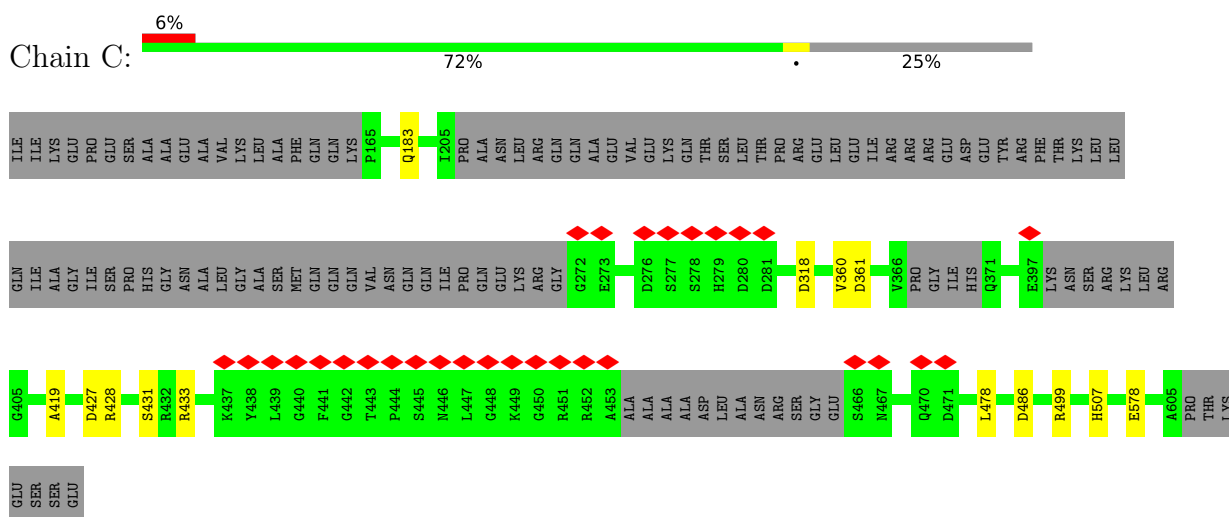 6%
Chain C:
72% • 25%
ILE ILE LYS GLU PRO GLU SER ALA ALA GLU ALA VAL LYS LEU ALA PHE GLN GLN LYS P165 Q183 I205 PRO ALA ASN LEU ARG GLN GLN ALA GLU VAL GLU LYS GLN THR SER LEU THR PRO ARG GLU LEU GLU ILE ARG ARG ARG GLU ASP GLU TYR ARG PHE THR LYS LEU LEU
GLN ILE ALA GLY ILE SER PRO HIS GLY ASN ALA LEU GLY ALA SER MET GLN GLN GLN VAL ASN GLN GLN ILE PRO GLN GLU LYS ARG GLY G272 E273 D276 S277 S278 H279 D280 D281 D318 V360 D361 V366 PRO GLY ILE HIS Q371 E397 LYS ASN SER ARG LYS LEU ARG
G405 A419 D427 R428 S431 R432 R433 K437 Y438 L439 G440 F441 G442 T443 P444 S445 N446 L447 G448 K449 G450 R451 R452 A453 ALA ALA ALA ALA ASP LEU ALA ASN ARG SER GLY GLU S466 N467 Q470 D471 L478 D486 R499 H507 E578 A605 PRO THR LYS
GLU SER SER GLU